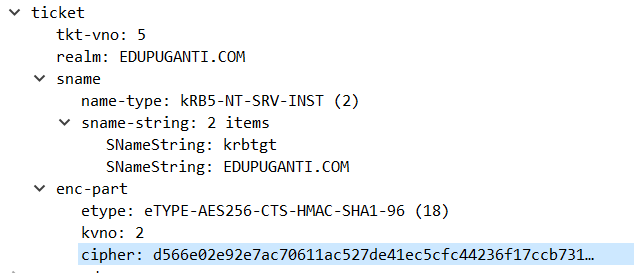 ticket
tkt-vno: 5
realm: EDUPUGANTI.COM
sname
name-type: kRB5-NT-SRV-INST (2)
sname-string: 2 items
SNameString: krbtgt
SNameString: EDUPUGANTI.COM
enc-part
etype: eTYPE-AES256-CTS-HMAC-SHA1-96 (18)
kvno: 2
cipher: d566e02e92e7ac70611ac527de41ec5cfc44236f17ccb731…